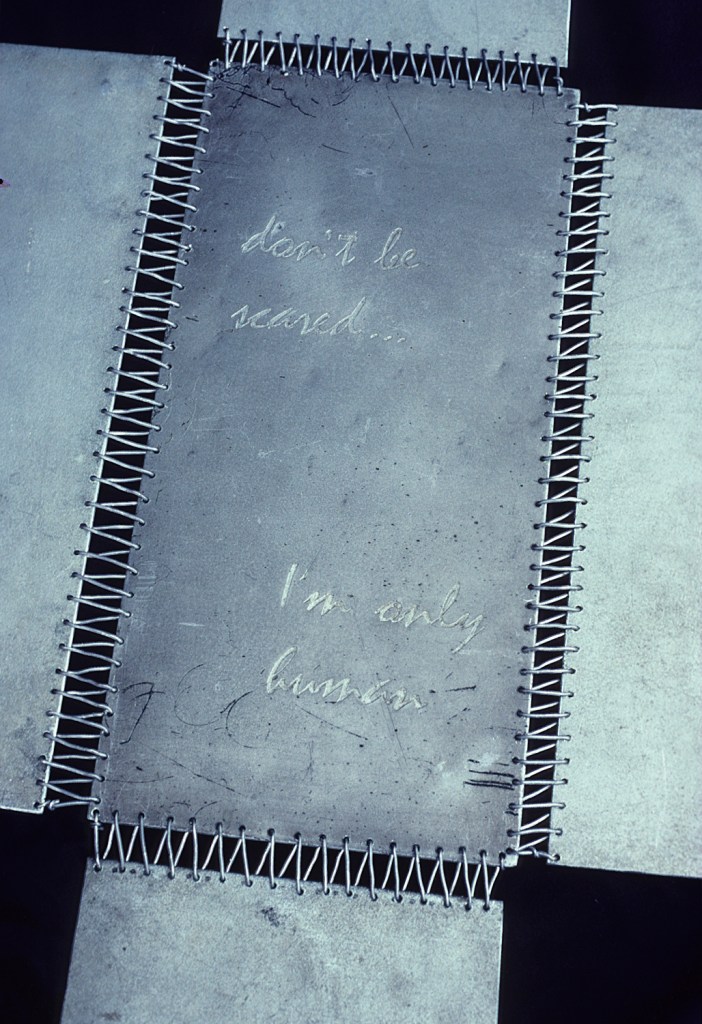 don't be
scared....
I'm only
human